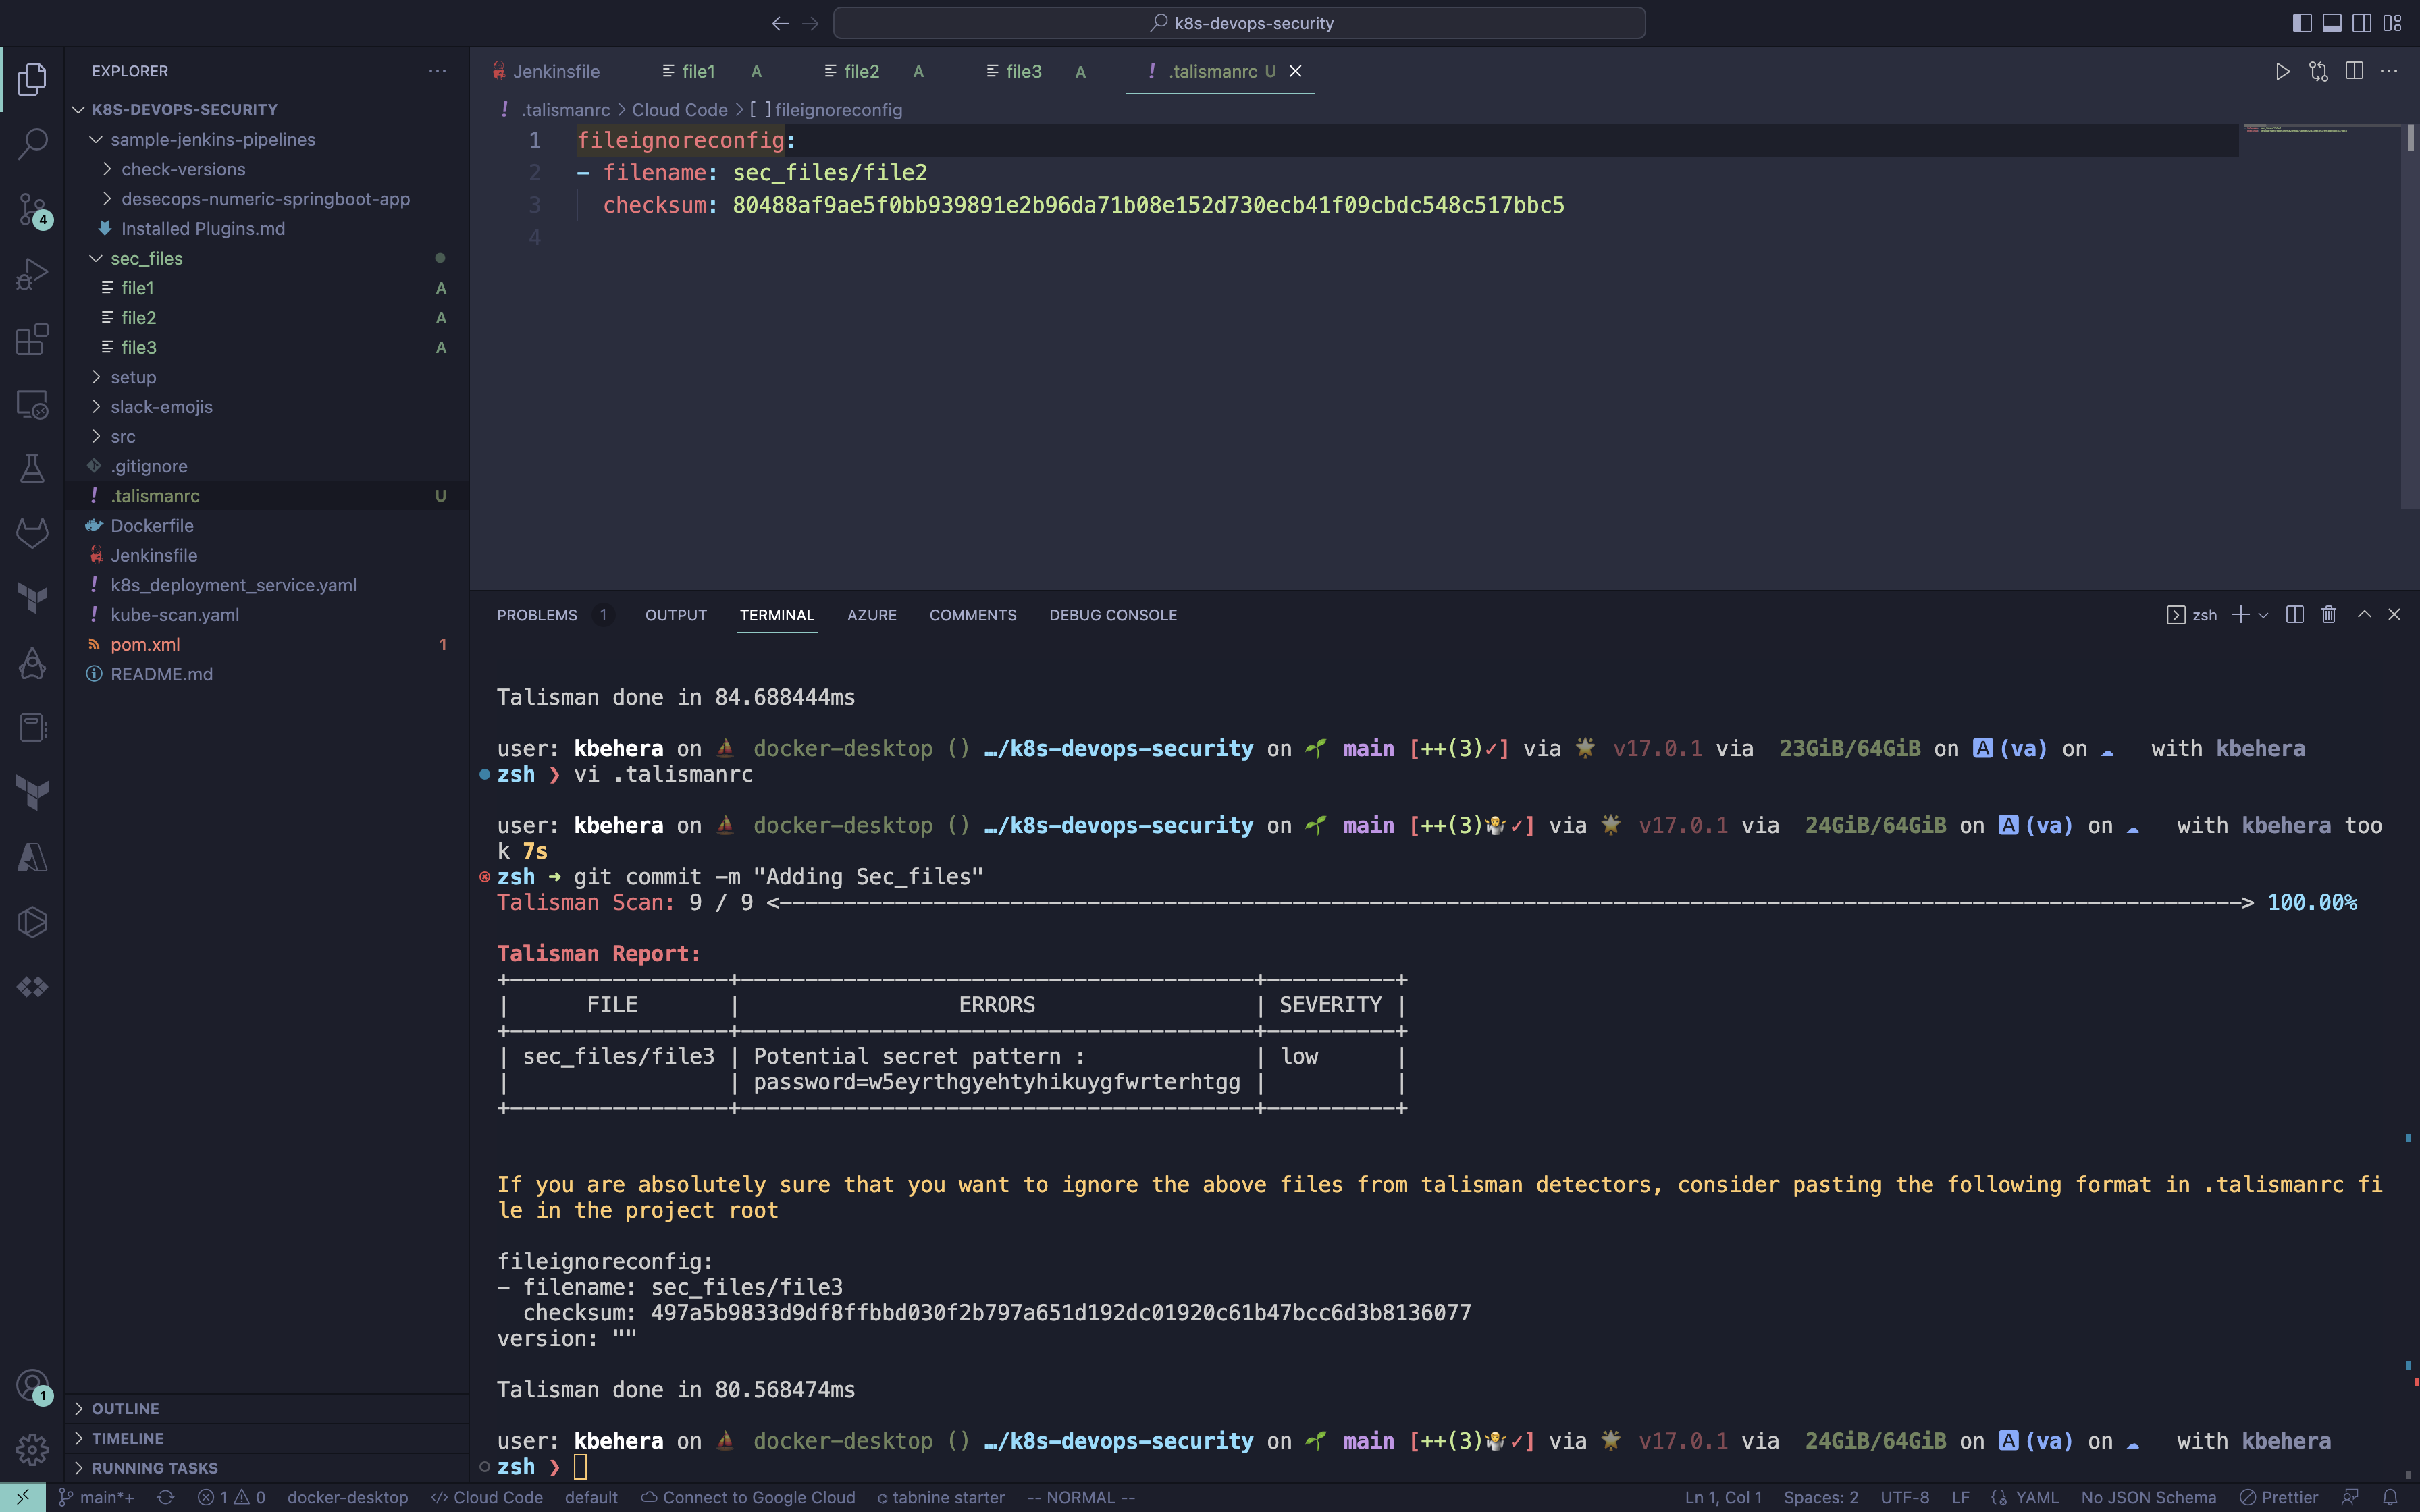 k8s-devops-security
EXPLORER
K8S-DEVOPS-SECURITY
sample-jenkins-pipelines
check-versions
desecops-numeric-springboot-app
Installed Plugins.md
sec_files
file1 A
file2 A
file3 A
setup
slack-emojis
src
.gitignore
.talismanrc U
Dockerfile
Jenkinsfile
k8s_deployment_service.yaml
kube-scan.yaml
pom.xml 1
README.md
OUTLINE
TIMELINE
RUNNING TASKS
4
1
Jenkinsfile file1 A file2 A file3 A ! .talismanrc U
! .talismanrc > Cloud Code > [ ] fileignoreconfig
1 fileignoreconfig:
2 - filename: sec_files/file2
3 checksum: 80488af9ae5f0bb939891e2b96da71b08e152d730ecb41f09cbdc548c517bbc5
4
PROBLEMS 1 OUTPUT TERMINAL AZURE COMMENTS DEBUG CONSOLE zsh
Talisman done in 84.688444ms
user: kbehera on ⛵ docker-desktop () …/k8s-devops-security on 🌱 main [++(3)✓] via 🌟 v17.0.1 via 23GiB/64GiB on 🅰 (va) on ☁ with kbehera
zsh ❯ vi .talismanrc
user: kbehera on ⛵ docker-desktop () …/k8s-devops-security on 🌱 main [++(3)🤷✓] via 🌟 v17.0.1 via 24GiB/64GiB on 🅰 (va) on ☁ with kbehera too
k 7s
zsh ➜ git commit -m "Adding Sec_files"
Talisman Scan: 9 / 9 <----------> 100.00%
Talisman Report:
| FILE | ERRORS | SEVERITY |
| sec_files/file3 | Potential secret pattern : | low |
| | password=w5eyrthgyehtyhikuygfwrterhtgg | |
If you are absolutely sure that you want to ignore the above files from talisman detectors, consider pasting the following format in .talismanrc fi
le in the project root
fileignoreconfig:
- filename: sec_files/file3
checksum: 497a5b9833d9df8ffbbd030f2b797a651d192dc01920c61b47bcc6d3b8136077
version: ""
Talisman done in 80.568474ms
user: kbehera on ⛵ docker-desktop () …/k8s-devops-security on 🌱 main [++(3)🤷✓] via 🌟 v17.0.1 via 24GiB/64GiB on 🅰 (va) on ☁ with kbehera
zsh ❯
main*+ 1 0 docker-desktop Cloud Code default Connect to Google Cloud tabnine starter -- NORMAL -- Ln 1, Col 1 Spaces: 2 UTF-8 LF YAML No JSON Schema Prettier